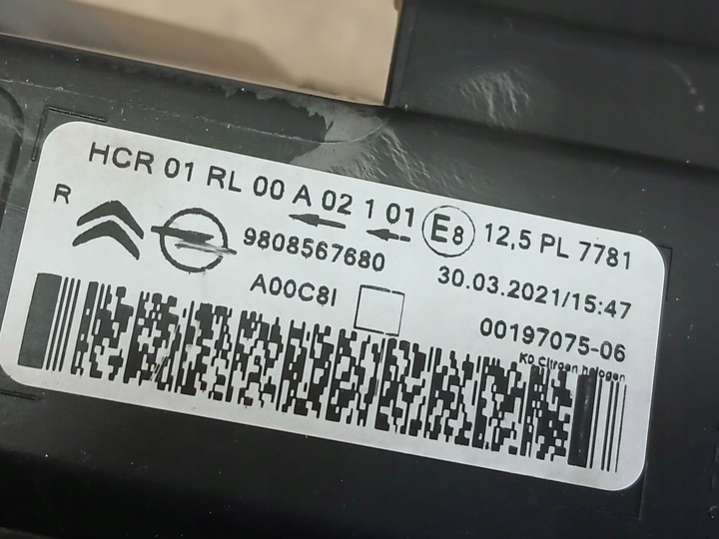 HCR 01 RL 00 A 02 1 01 E8 12,5 PL 7781
R
9808567680
30.03.2021/15:47
A00C8I
00197075-06
K0 Citroen halogen